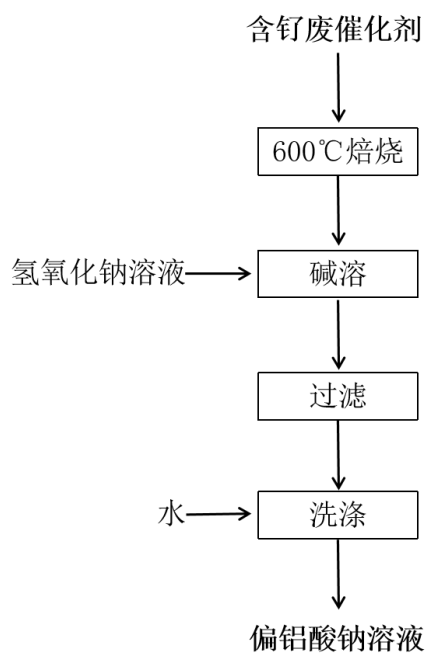 含钌废催化剂
600℃焙烧
氢氧化钠溶液
碱溶
过滤
水
洗涤
偏铝酸钠溶液